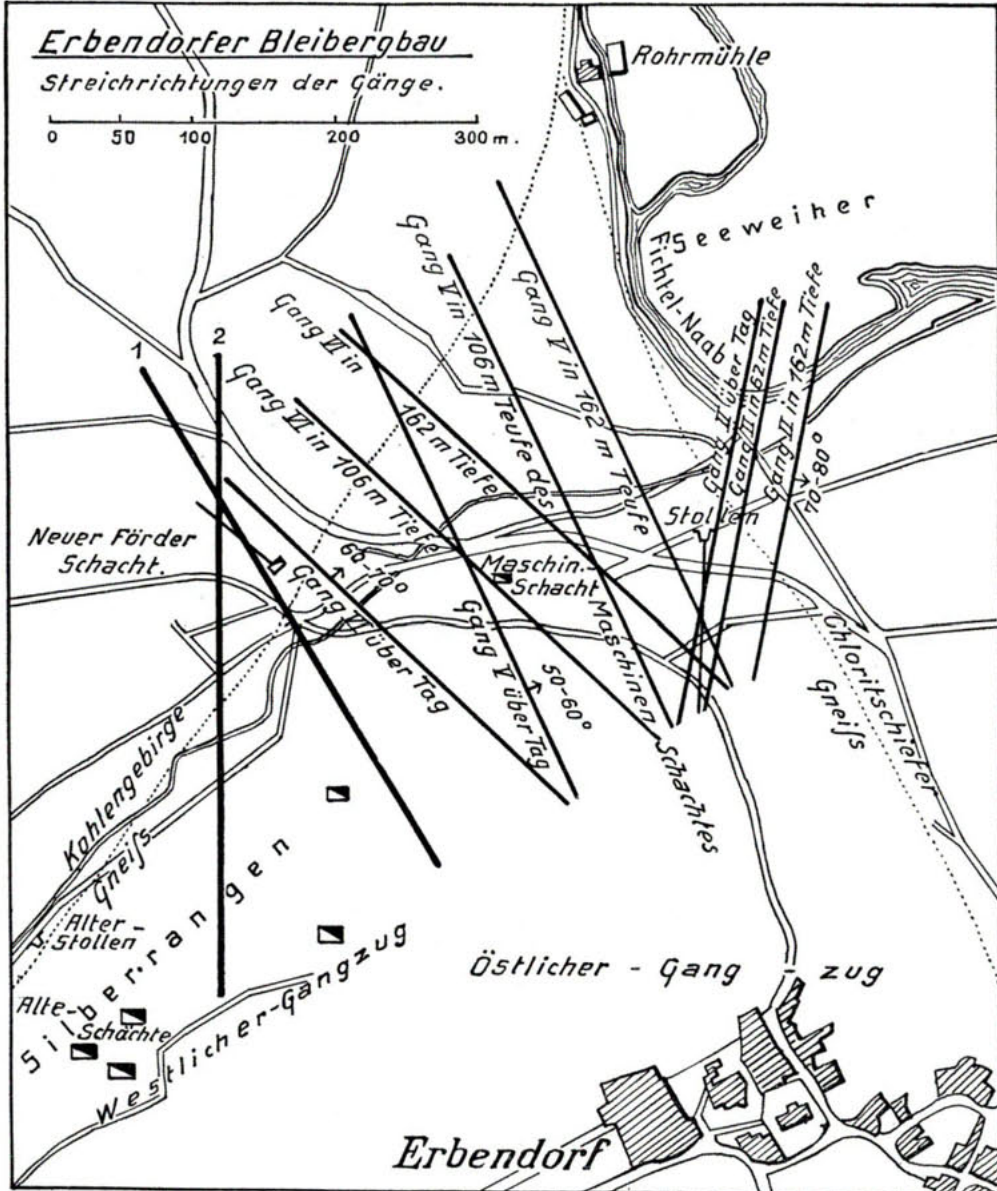 Erbendorfer Bleibergbau
Streichrichtungen der Gänge.
0 50 100 200 300 m.
Rohrmühle
Seeweiher
Fichtel-Naab
1
2
Gang VI in
162 m Tiefe
Gang VI in 106 m Tiefe
Gang V in
106 m Teufe des
Maschinen
Schachtes
Gang V in 162 m Teufe
Gang II über Tag
Gang II in 62 m Tiefe
Gang II in 162 m Tiefe
70-80°
Stollen
Neuer Förder
Schacht.
60-70°
Maschin.-
Schacht
Gang VI über Tag
Gang V über Tag
50-60°
Chloritschiefer
Gneiſs
Kohlengebirge
Gneiſs
Silberrangen
Alter-
Stollen
Alte-
Schächte
Westlicher-Gangzug
Östlicher - Gang - zug
Erbendorf